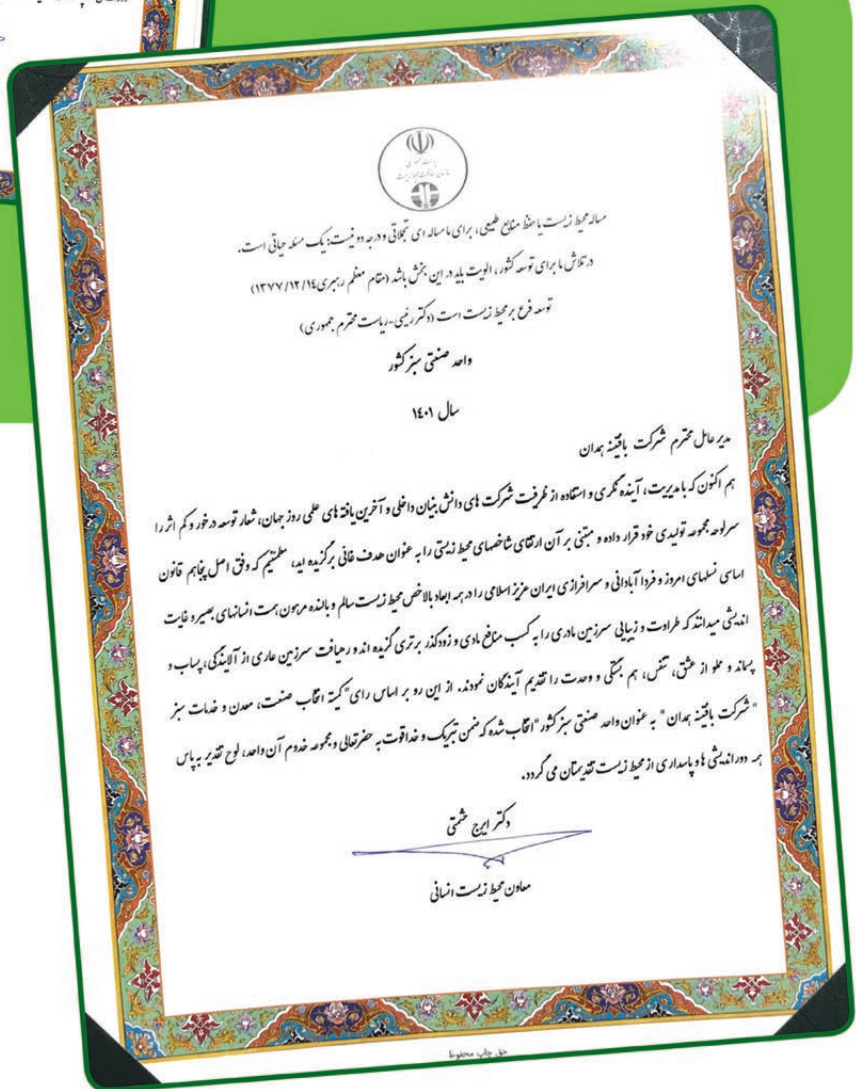 ریاست جمهوری
سازمان حفاظت محیط زیست
مساله محیط زیست یا حفظ منابع طبیعی، برای ما مساله ای تجملاتی و درجه دو نیست: یک مسئله حیاتی است.
در تلاش ما برای توسعه کشور، الویت باید در این بخش باشد (مقام معظم رهبری ۱۳۷۷/۱۲/۱۴)
توسعه فرع بر محیط زیست است (دکتر رئیسی-ریاست محترم جمهوری)
واحد صنعتی سبز کشور
سال ۱۴۰۱
مدیر عامل محترم شرکت بافتینه همدان
هم اکنون که با مدیریت، آینده نگری و استفاده از ظرفیت شرکت های دانش بنیان داخلی و آخرین یافته های علمی روز جهان، شعار توسعه درخور و کم اثر را
سرلوحه مجموعه تولیدی خود قرار داده و مبتنی بر آن ارتقای شاخصهای محیط زیستی را به عنوان هدف غائی برگزیده اید، مطمئنیم که وفق اصل پنجاهم قانون
اساسی نسلهای امروز و فردا آبادانی و سرافرازی ایران عزیز اسلامی را در همه ابعاد بالاخص محیط زیست سالم و بالنده مرهون همت انسانهای بصیر و غایت
اندیشی میدانند که طراوت و زیبایی سرزمین مادری را به کسب منافع مادی و زودگذر برتری گزیده اند و رهیافت سرزمین عاری از آلایندگی، پساب و
پسماند و مملو از عشق، تنفس، هم بستگی و وحدت را تقدیم آیندگان نمودند. از این رو بر اساس رای "کمیته انتخاب صنعت، معدن و خدمات سبز
"شرکت بافتینه همدان" به عنوان واحد صنعتی سبز کشور "انتخاب شده که ضمن تبریک و خداقوت به حضرتعالی و مجموعه خدوم آن واحد، لوح تقدیر به پاس
همه دور اندیشی ها و پاسداری از محیط زیست تقدیمتان می گردد.
دکتر ایرج حشمتی
معاون محیط زیست انسانی
حق چاپ محفوظ